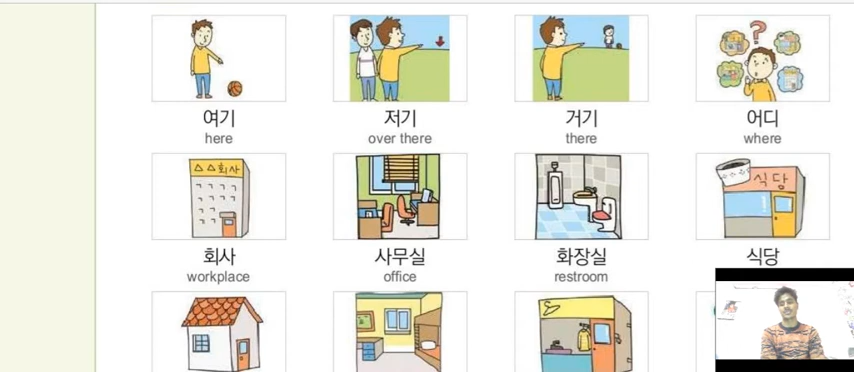 여기 저기 거기 어디
here over there there where
△△회사
식당
회사 사무실 화장실 식당
workplace office restroom